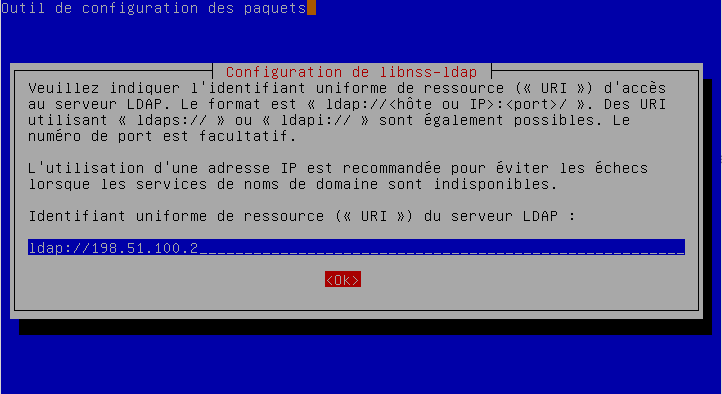 Outil de configuration des paquets
Configuration de libnss-ldap
Veuillez indiquer l'identifiant uniforme de ressource (« URI ») d'accès
au serveur LDAP. Le format est « ldap://<hôte ou IP>:<port>/ ». Des URI
utilisant « ldaps:// » ou « ldapi:// » sont également possibles. Le
numéro de port est facultatif.
L'utilisation d'une adresse IP est recommandée pour éviter les échecs
lorsque les services de noms de domaine sont indisponibles.
Identifiant uniforme de ressource (« URI ») du serveur LDAP :
ldap://198.51.100.2
<Ok>